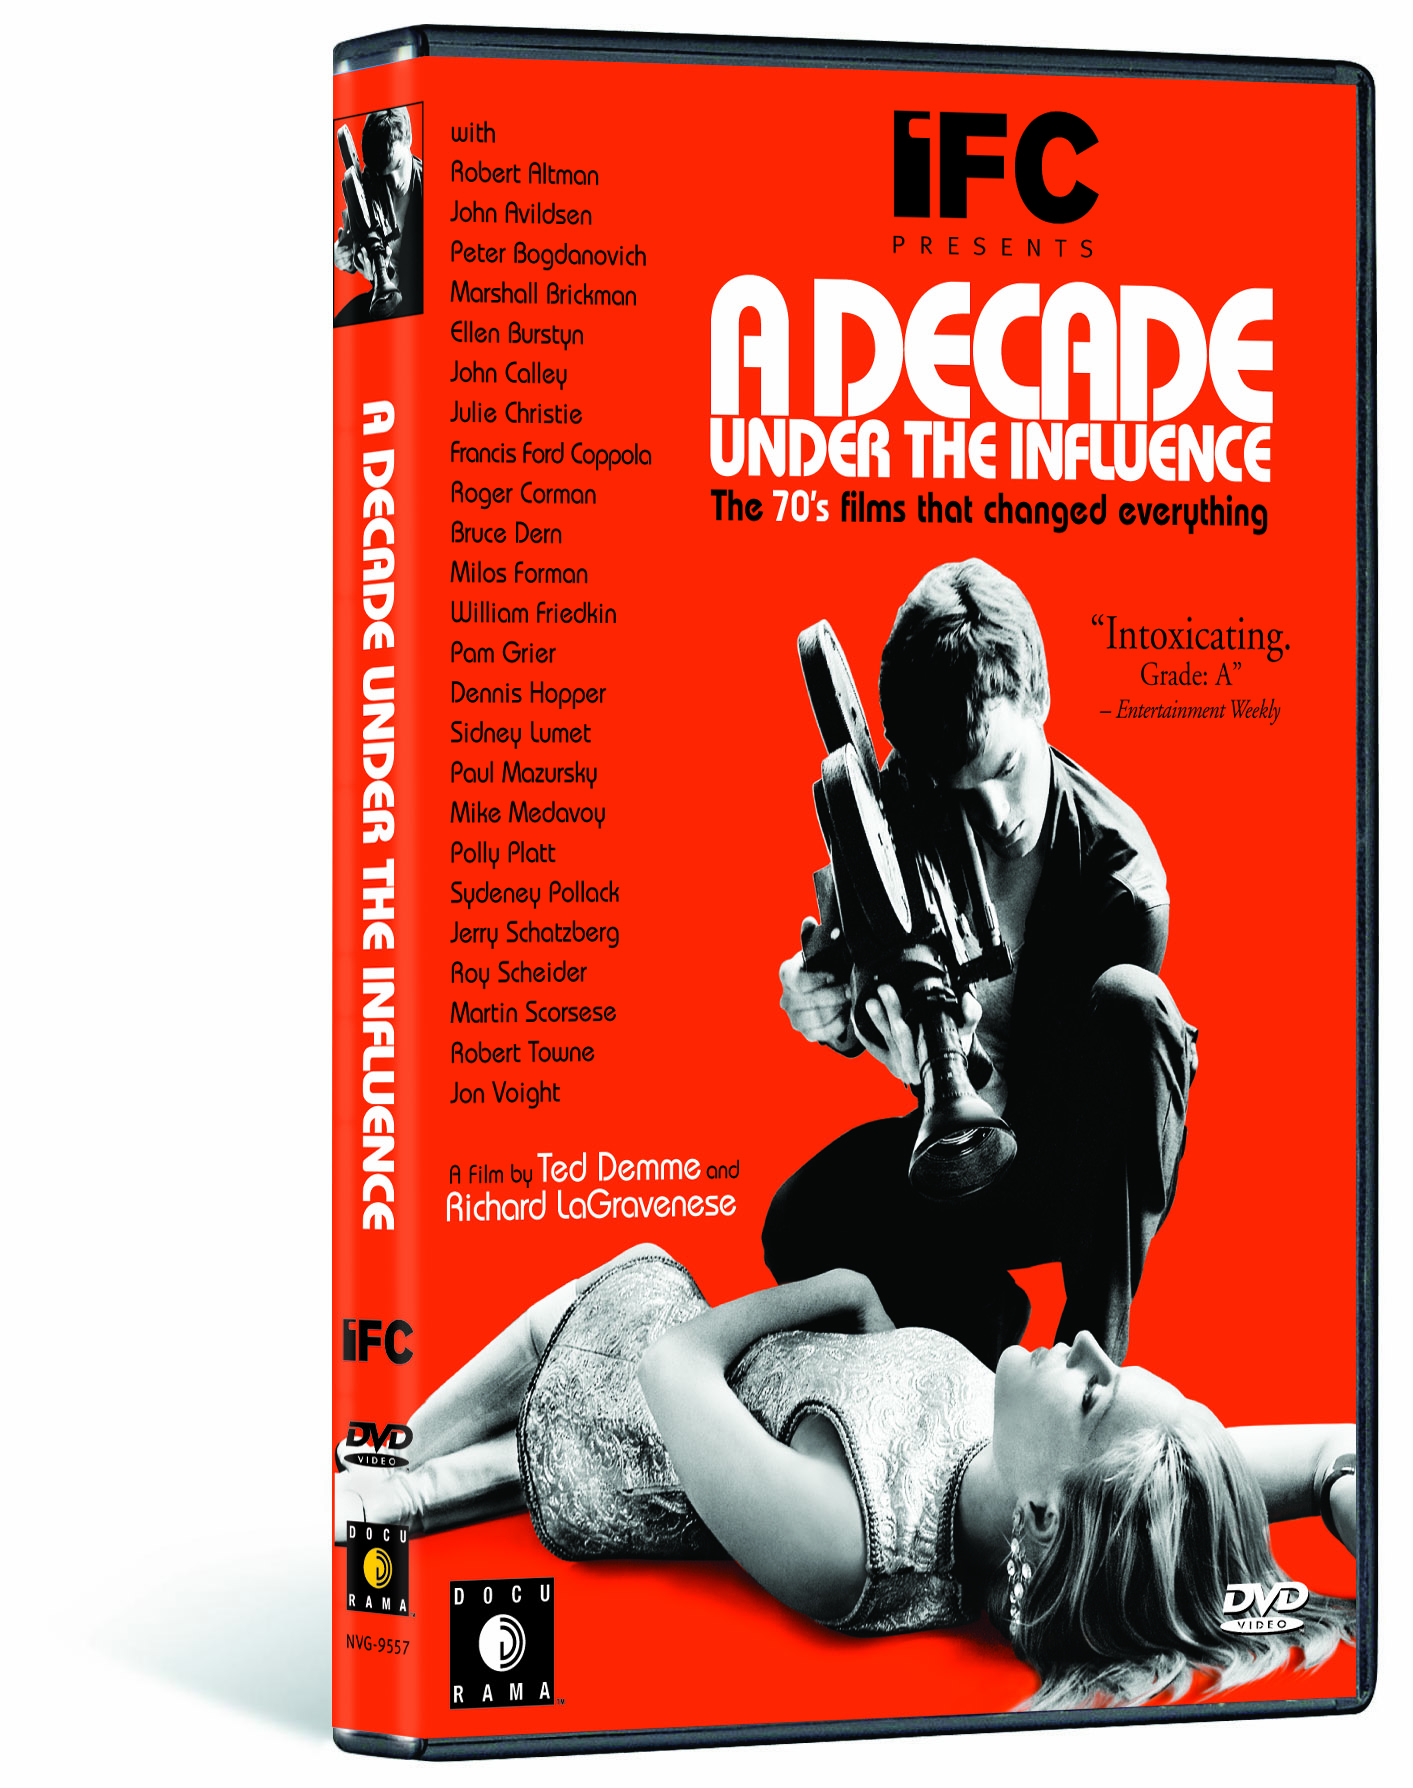 A DECADE UNDER THE INFLUENCE
iFC
DVD
VIDEO
DOCU
RAMA
NVG-9557
with
Robert Altman
John Avildsen
Peter Bogdanovich
Marshall Brickman
Ellen Burstyn
John Calley
Julie Christie
Francis Ford Coppola
Roger Corman
Bruce Dern
Milos Forman
William Friedkin
Pam Grier
Dennis Hopper
Sidney Lumet
Paul Mazursky
Mike Medavoy
Polly Platt
Sydeney Pollack
Jerry Schatzberg
Roy Scheider
Martin Scorsese
Robert Towne
Jon Voight
A Film by Ted Demme and
Richard LaGravenese
iFC
PRESENTS
A DECADE
UNDER THE INFLUENCE
The 70's films that changed everything
“Intoxicating.
Grade: A”
– Entertainment Weekly
DOCU
RAMA™
DVD
VIDEO